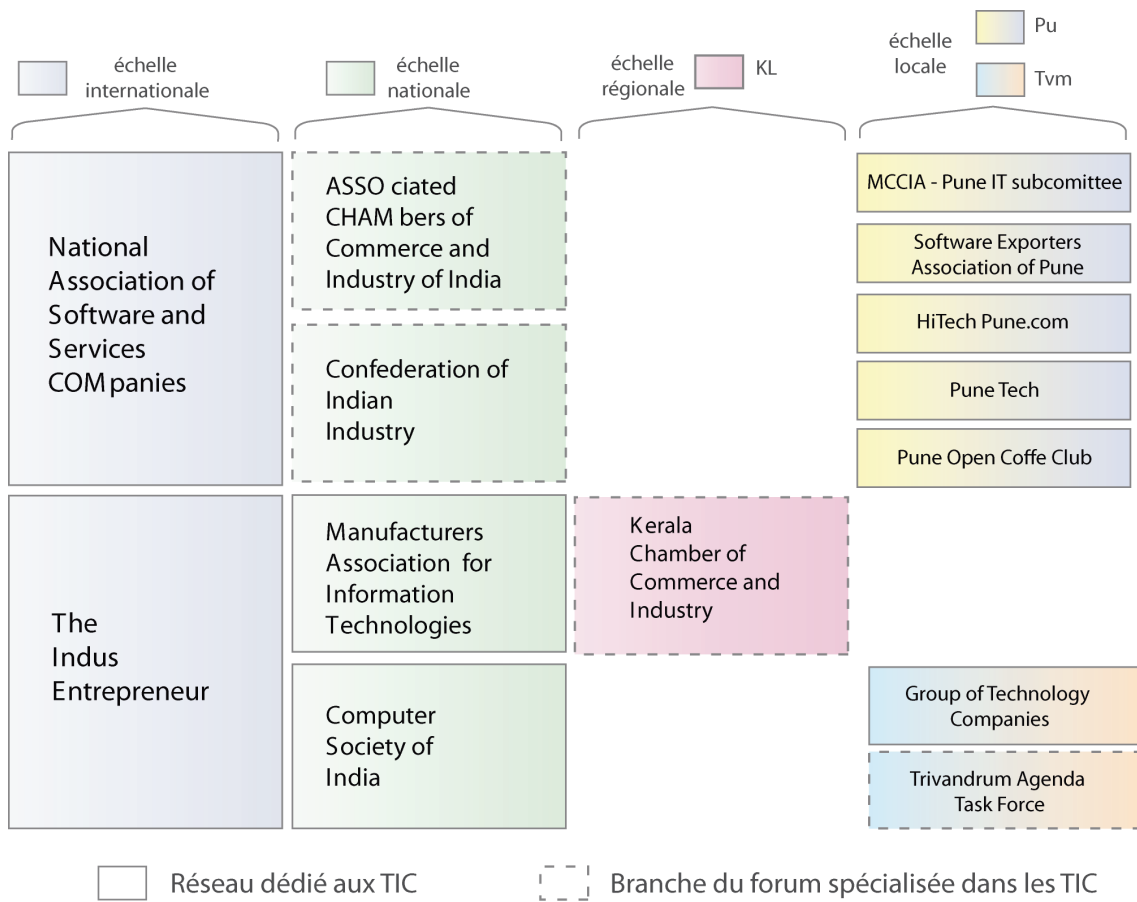 échelle
internationale
échelle
nationale
échelle
régionale
KL
échelle
locale
Pu
Tvm
National
Association of
Software and
Services
COMpanies
The
Indus
Entrepreneur
ASSO ciated
CHAM bers of
Commerce and
Industry of India
Confederation of
Indian
Industry
Manufacturers
Association for
Information
Technologies
Computer
Society of
India
Kerala
Chamber of
Commerce and
Industry
MCCIA - Pune IT subcomittee
Software Exporters
Association of Pune
HiTech Pune.com
Pune Tech
Pune Open Coffe Club
Group of Technology
Companies
Trivandrum Agenda
Task Force
Réseau dédié aux TIC
Branche du forum spécialisée dans les TIC